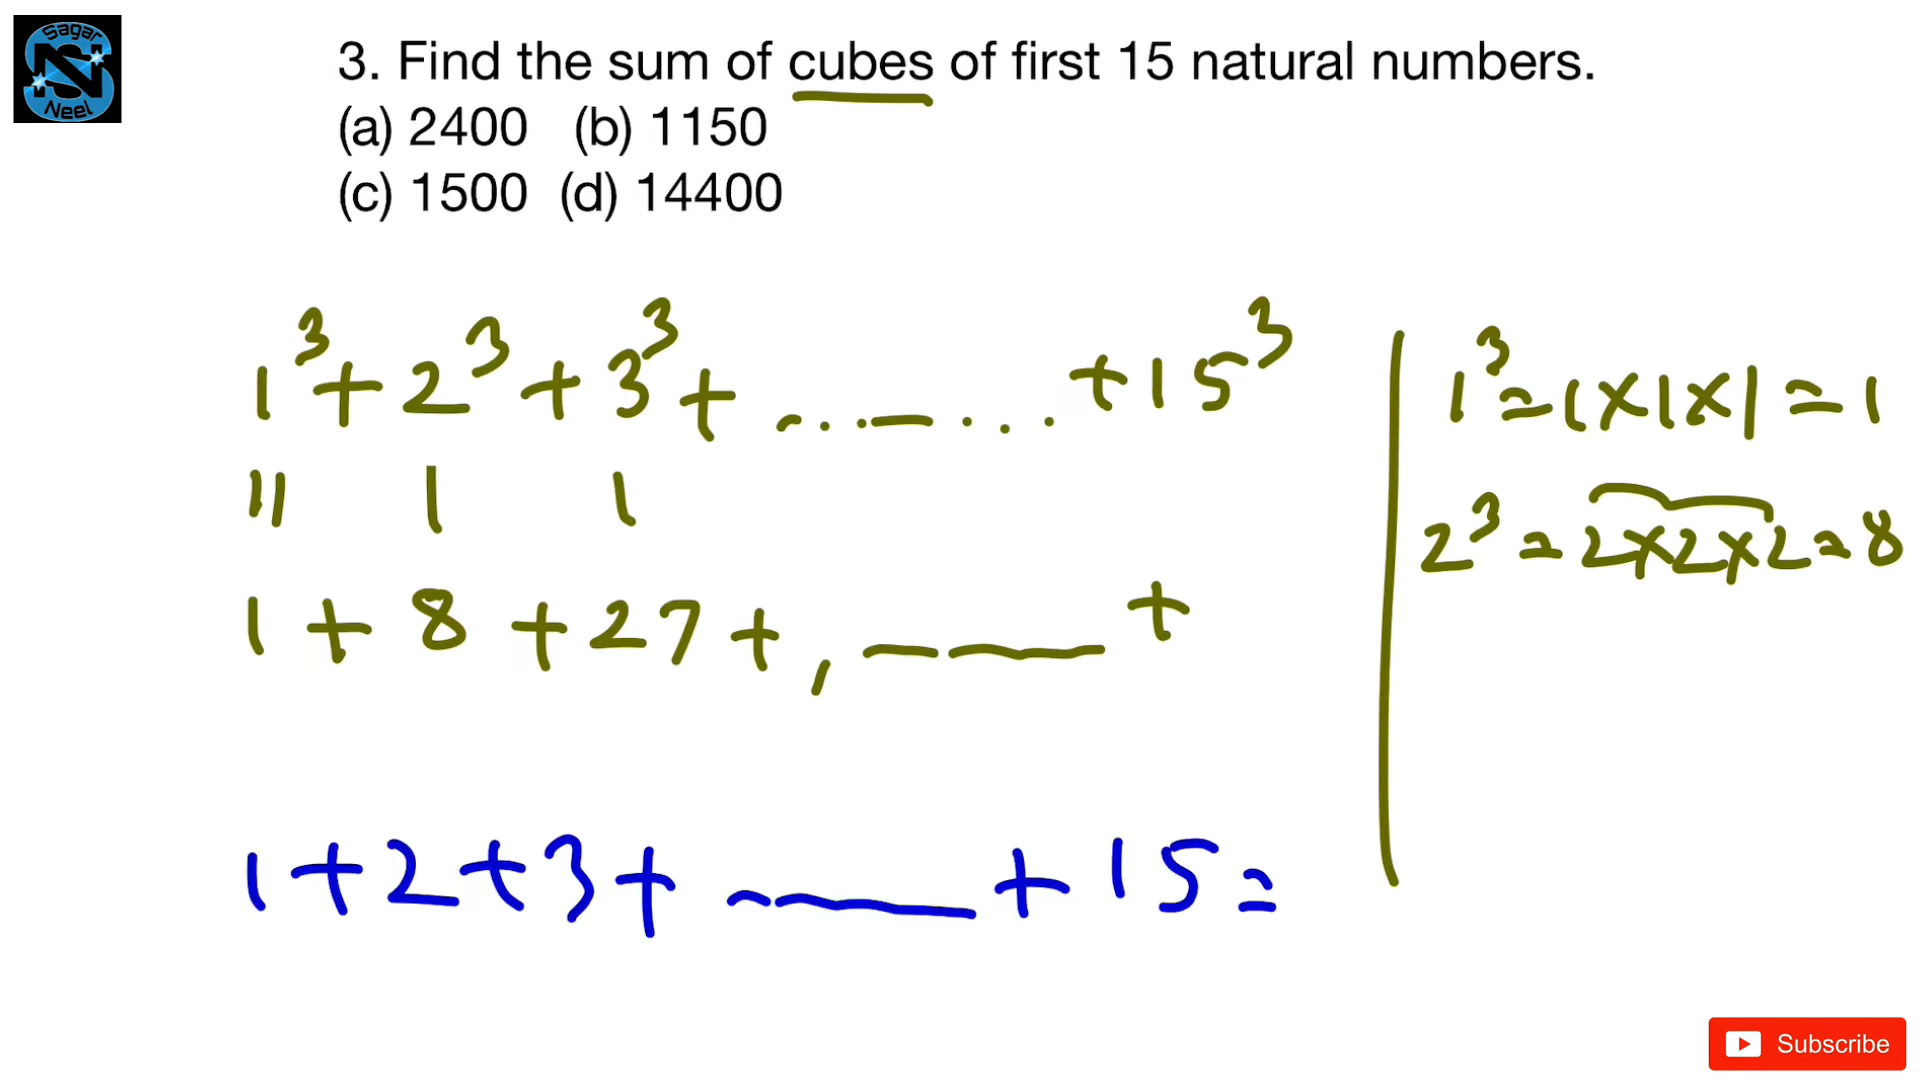 Sagar
NS
Neel
3. Find the sum of cubes of first 15 natural numbers.
(a) 2400 (b) 1150
(c) 1500 (d) 14400
1³+2³+3³+ ......... +15³
1³=1×1×1=1
2³=2×2×2=8
1+8+27+, —— +
1+2+3+ —— +15=
Subscribe